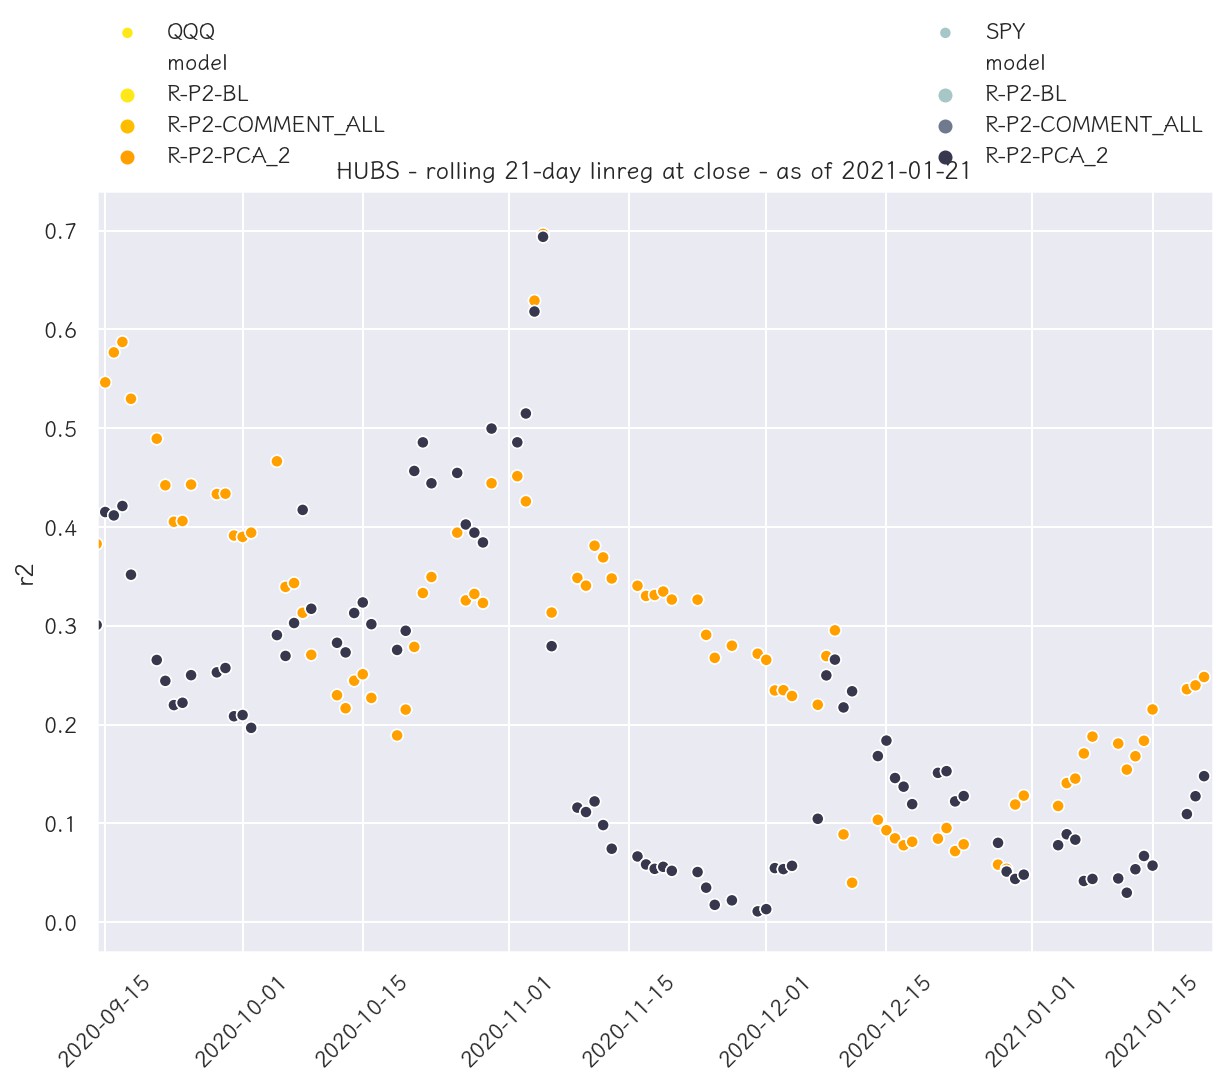 QQQ
model
R-P2-BL
R-P2-COMMENT_ALL
R-P2-PCA_2
SPY
model
R-P2-BL
R-P2-COMMENT_ALL
R-P2-PCA_2
HUBS - rolling 21-day linreg at close - as of 2021-01-21
0.7
0.6
0.5
0.4
0.3
0.2
0.1
0.0
r2
2020-09-15
2020-10-01
2020-10-15
2020-11-01
2020-11-15
2020-12-01
2020-12-15
2021-01-01
2021-01-15